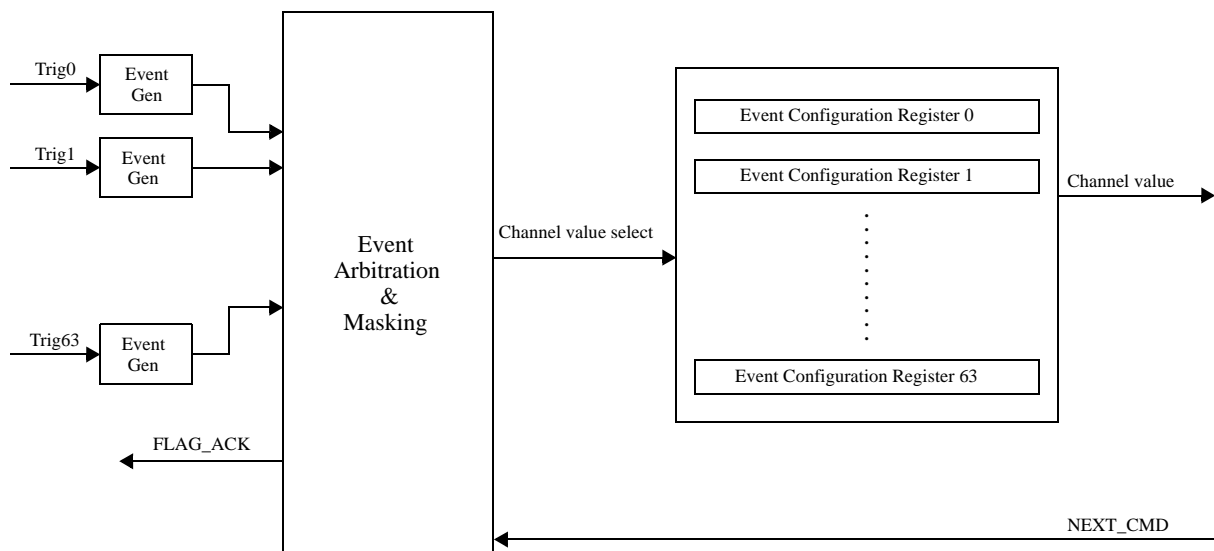 Trig0
Event
Gen
Trig1
Event
Gen
Trig63
Event
Gen
FLAG_ACK
Event
Arbitration
&
Masking
Channel value select
Event Configuration Register 0
Event Configuration Register 1
Event Configuration Register 63
Channel value
NEXT_CMD